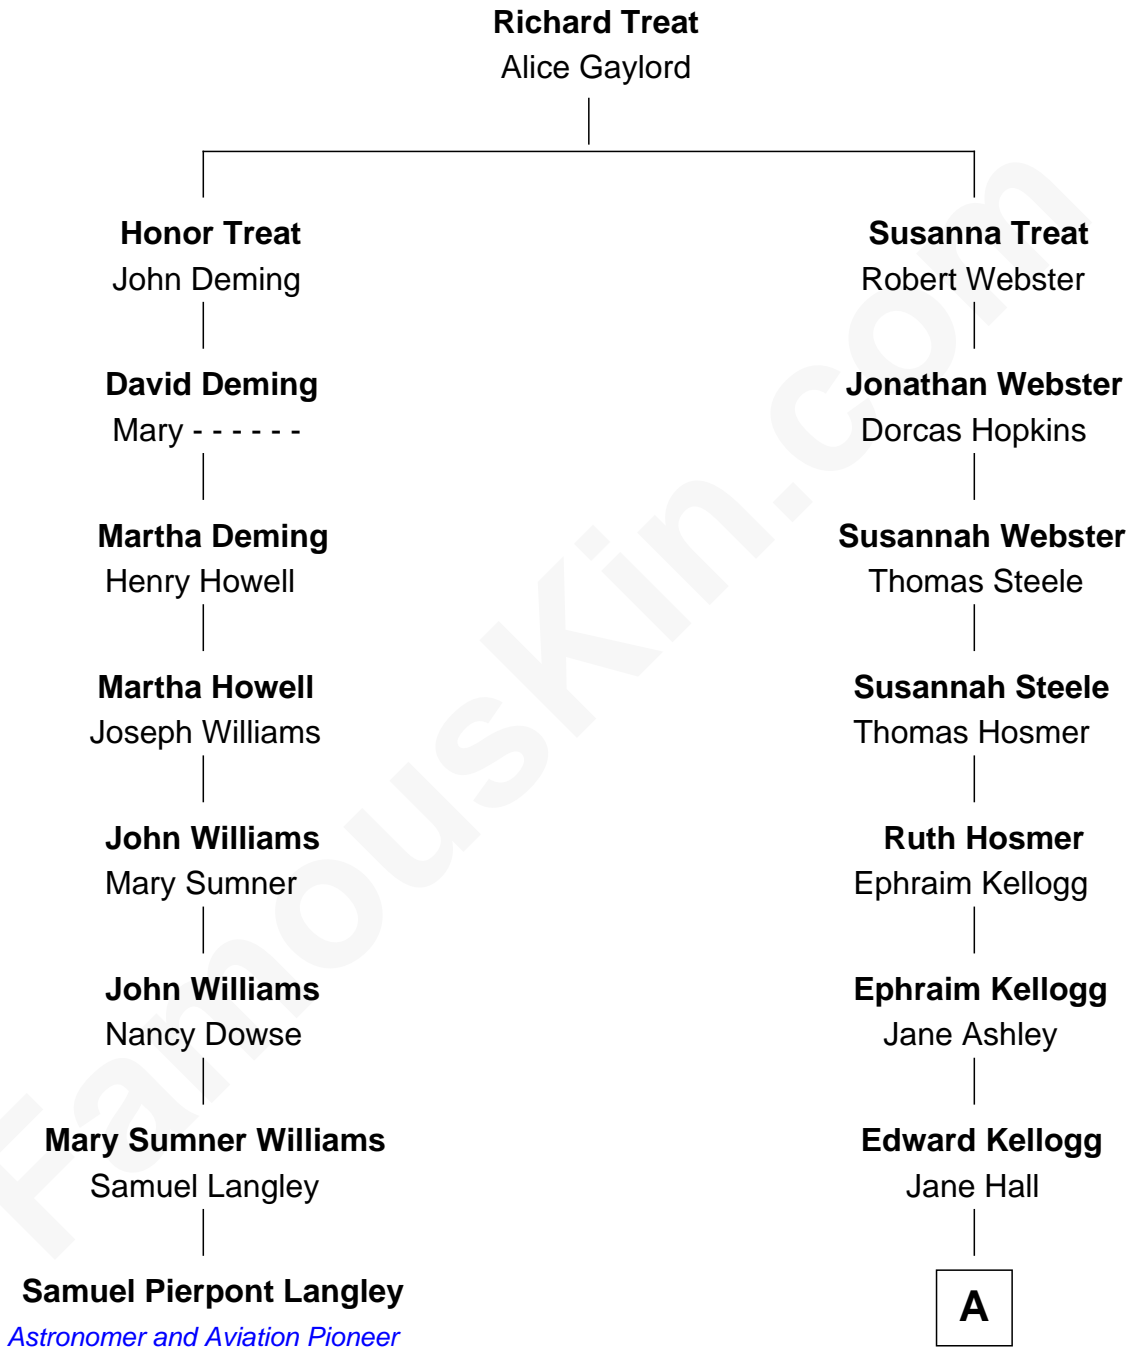 Richard Treat
Alice Gaylord
Honor Treat
John Deming
Susanna Treat
Robert Webster
David Deming
Mary - - - - - -
Jonathan Webster
Dorcas Hopkins
Martha Deming
Henry Howell
Susannah Webster
Thomas Steele
Martha Howell
Joseph Williams
Susannah Steele
Thomas Hosmer
John Williams
Mary Sumner
Ruth Hosmer
Ephraim Kellogg
John Williams
Nancy Dowse
Ephraim Kellogg
Jane Ashley
Mary Sumner Williams
Samuel Langley
Edward Kellogg
Jane Hall
Samuel Pierpont Langley
Astronomer and Aviation Pioneer
A
FamousKin.com